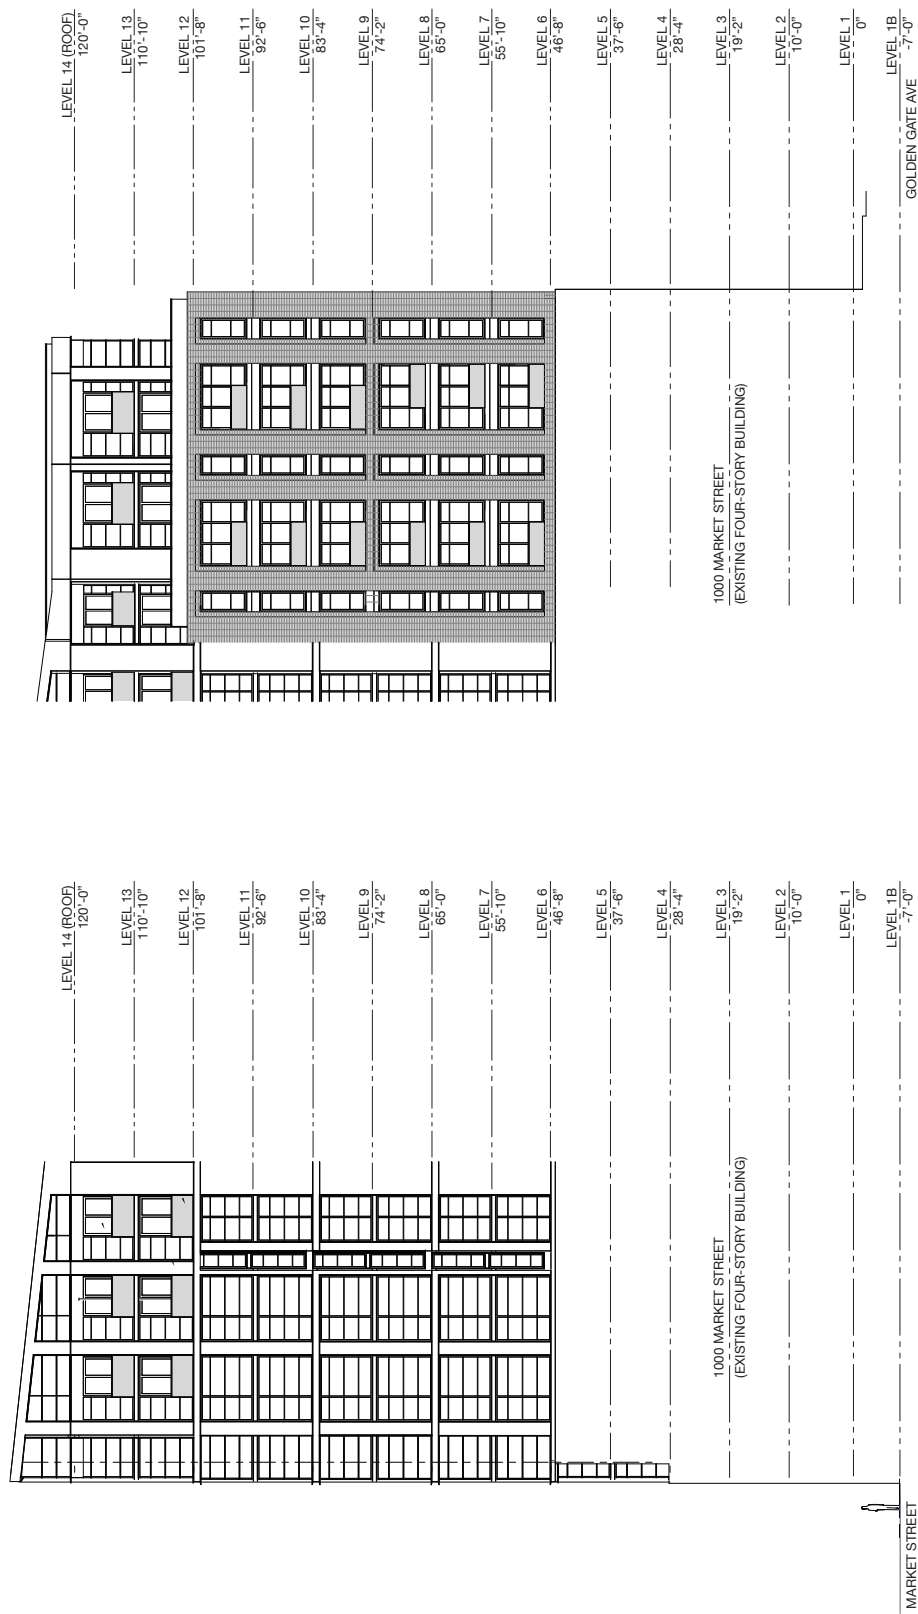 LEVEL 14 (ROOF)
120'-0"
LEVEL 13
110'-10"
LEVEL 12
101'-8"
LEVEL 11
92'-6"
LEVEL 10
83'-4"
LEVEL 9
74'-2"
LEVEL 8
65'-0"
LEVEL 7
55'-10"
LEVEL 6
46'-8"
LEVEL 5
37'-6"
LEVEL 4
28'-4"
LEVEL 3
19'-2"
LEVEL 2
10'-0"
LEVEL 1
0"
LEVEL 1B
-7'-0"
GOLDEN GATE AVE
1000 MARKET STREET
(EXISTING FOUR-STORY BUILDING)
LEVEL 14 (ROOF)
120'-0"
LEVEL 13
110'-10"
LEVEL 12
101'-8"
LEVEL 11
92'-6"
LEVEL 10
83'-4"
LEVEL 9
74'-2"
LEVEL 8
65'-0"
LEVEL 7
55'-10"
LEVEL 6
46'-8"
LEVEL 5
37'-6"
LEVEL 4
28'-4"
LEVEL 3
19'-2"
LEVEL 2
10'-0"
LEVEL 1
0"
LEVEL 1B
-7'-0"
1000 MARKET STREET
(EXISTING FOUR-STORY BUILDING)
MARKET STREET